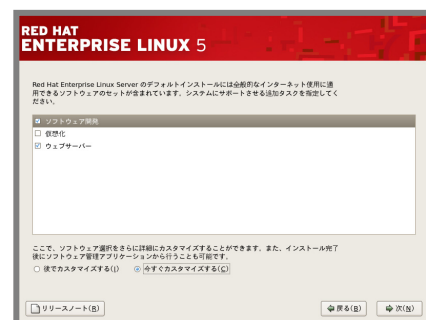 RED HAT
ENTERPRISE LINUX 5
Red Hat Enterprise Linux Server のデフォルトインストールには全般的なインターネット使用に適
用できるソフトウェアのセットが含まれています. システムにサポートさせる追加タスクを指定してく
ださい.
ソフトウェア開発
仮想化
ウェブサーバー
ここで、ソフトウェア選択をさらに詳細にカスタマイズすることができます. また、インストール完了
後にソフトウェア管理アプリケーションから行うことも可能です.
後でカスタマイズする(l) 今すぐカスタマイズする(C)
リリースノート(R) 戻る(B) 次(N)